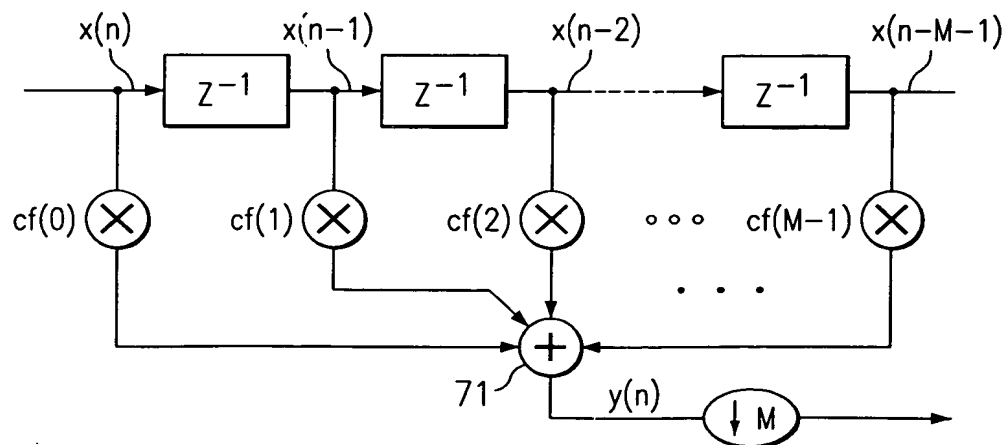 x(n) x(n-1) x(n-2) x(n-M-1)
Z⁻¹ Z⁻¹ Z⁻¹
cf(0) cf(1) cf(2) cf(M-1)
+
71
y(n) ↓ M